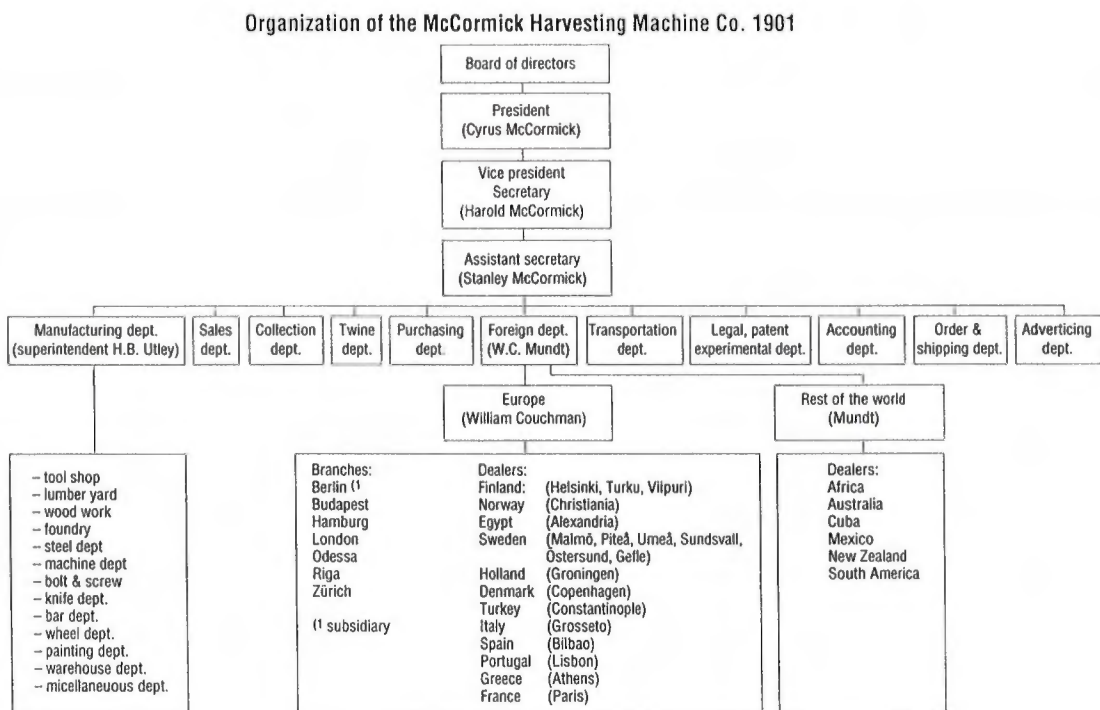 Organization of the McCormick Harvesting Machine Co. 1901
Board of directors
President
(Cyrus McCormick)
Vice president
Secretary
(Harold McCormick)
Assistant secretary
(Stanley McCormick)
Manufacturing dept.
(superintendent H.B. Utley)
Sales
dept.
Collection
dept.
Twine
dept.
Purchasing
dept.
Foreign dept.
(W.C. Mundt)
Transportation
dept.
Legal, patent
experimental dept.
Accounting
dept.
Order &
shipping dept.
Adverticing
dept.
Europe
(William Couchman)
Rest of the world
(Mundt)
– tool shop
– lumber yard
– wood work
– foundry
– steel dept
– machine dept
– bolt & screw
– knife dept.
– bar dept.
– wheel dept.
– painting dept.
– warehouse dept.
– micellaneuous dept.
Branches:
Berlin (1
Budapest
Hamburg
London
Odessa
Riga
Zürich
(1 subsidiary
Dealers:
Finland: (Helsinki, Turku, Viipuri)
Norway (Christiania)
Egypt (Alexandria)
Sweden (Malmö, Piteå, Umeå, Sundsvall,
Östersund, Gefle)
Holland (Groningen)
Denmark (Copenhagen)
Turkey (Constantinople)
Italy (Grosseto)
Spain (Bilbao)
Portugal (Lisbon)
Greece (Athens)
France (Paris)
Dealers:
Africa
Australia
Cuba
Mexico
New Zealand
South America